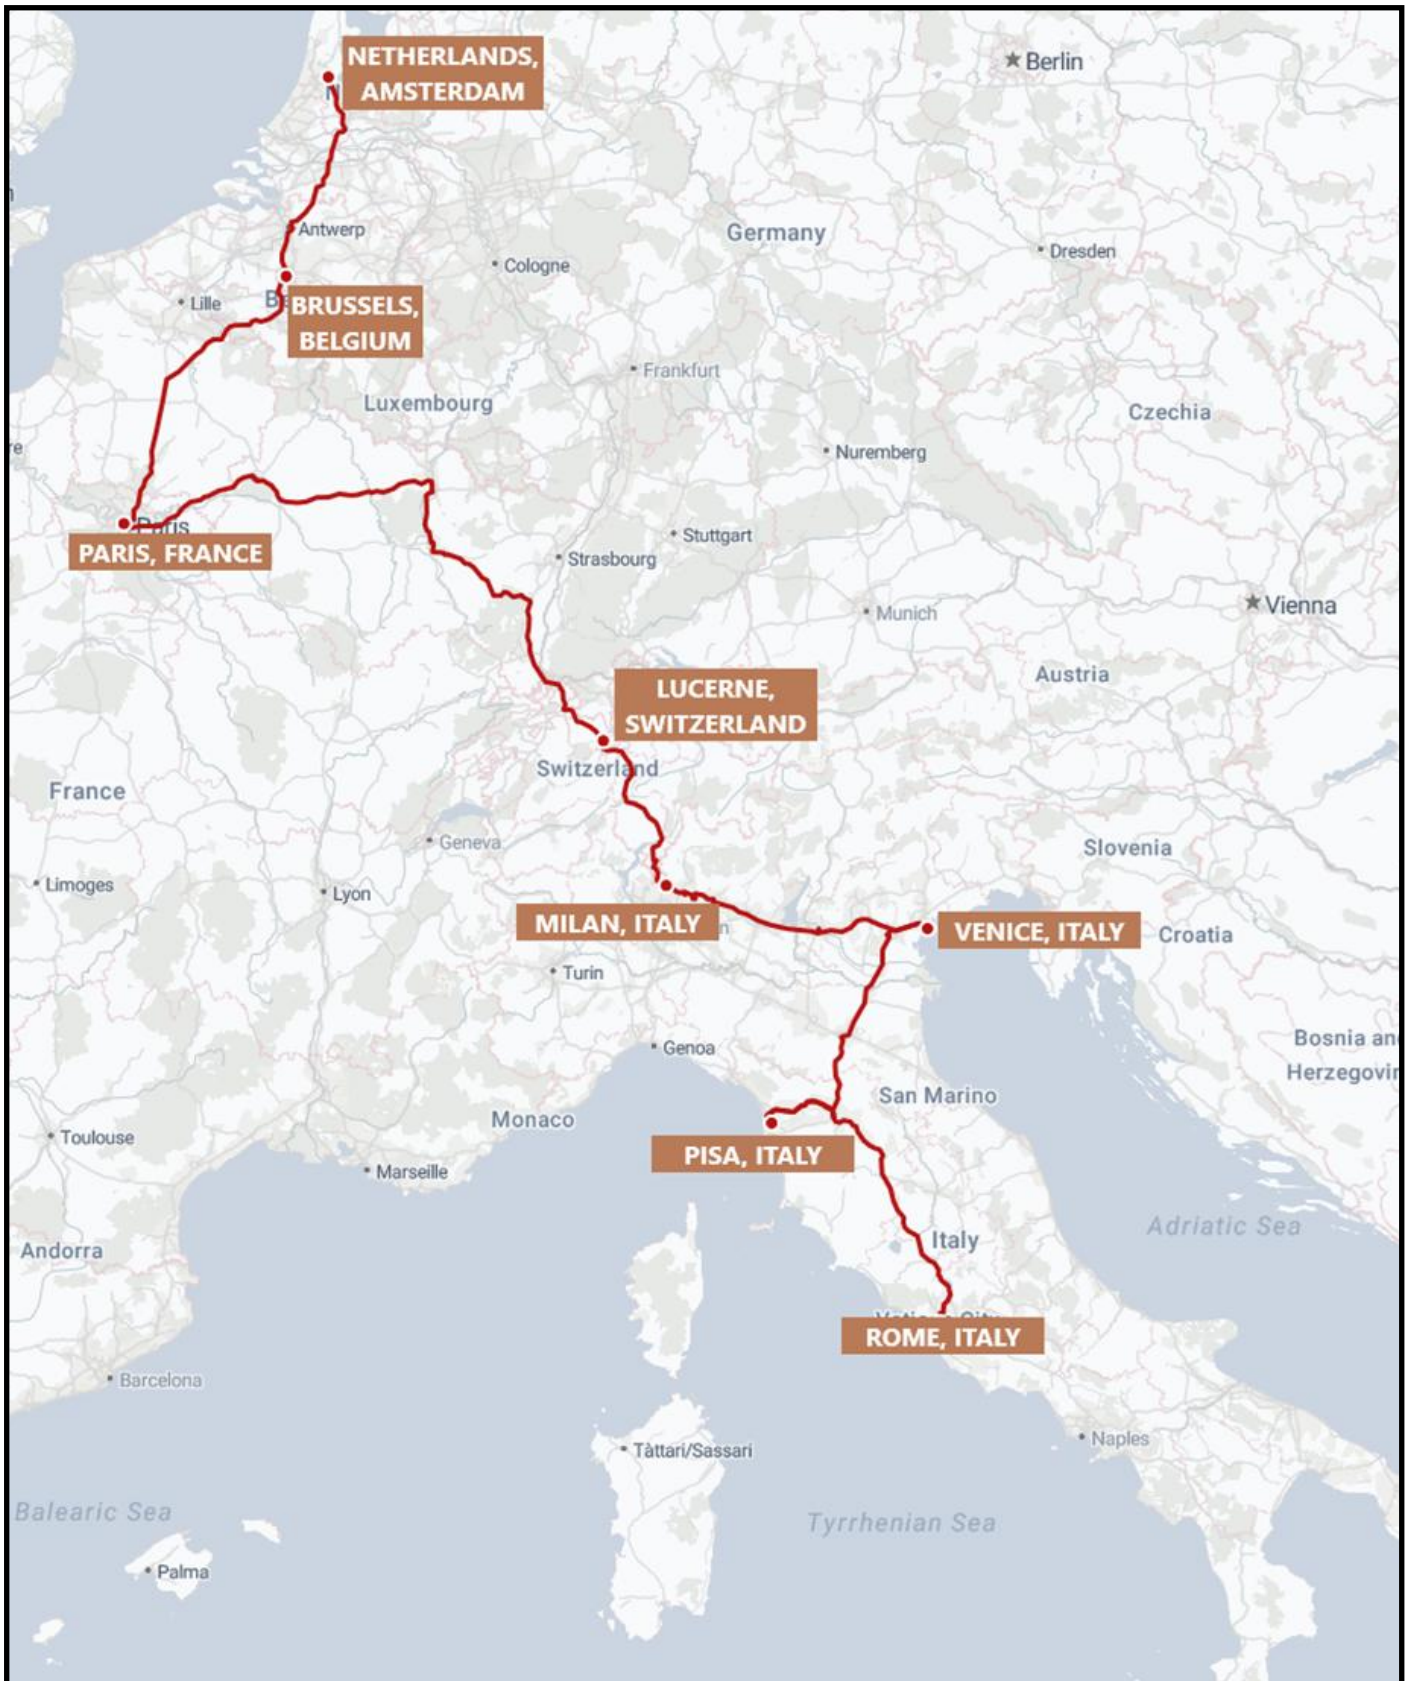 NETHERLANDS,
AMSTERDAM
Berlin
Antwerp
Germany
Dresden
Cologne
Lille
BRUSSELS,
BELGIUM
Frankfurt
Luxembourg
Czechia
Nuremberg
Paris
PARIS, FRANCE
Stuttgart
Strasbourg
Vienna
Munich
Austria
LUCERNE,
SWITZERLAND
Switzerland
France
Geneva
Slovenia
Limoges
Lyon
MILAN, ITALY
VENICE, ITALY
Croatia
Turin
Genoa
Bosnia an
Herzegovin
San Marino
Monaco
Toulouse
PISA, ITALY
Marseille
Adriatic Sea
Andorra
Italy
ROME, ITALY
Barcelona
Naples
Tàttari/Sassari
Balearic Sea
Tyrrhenian Sea
Palma